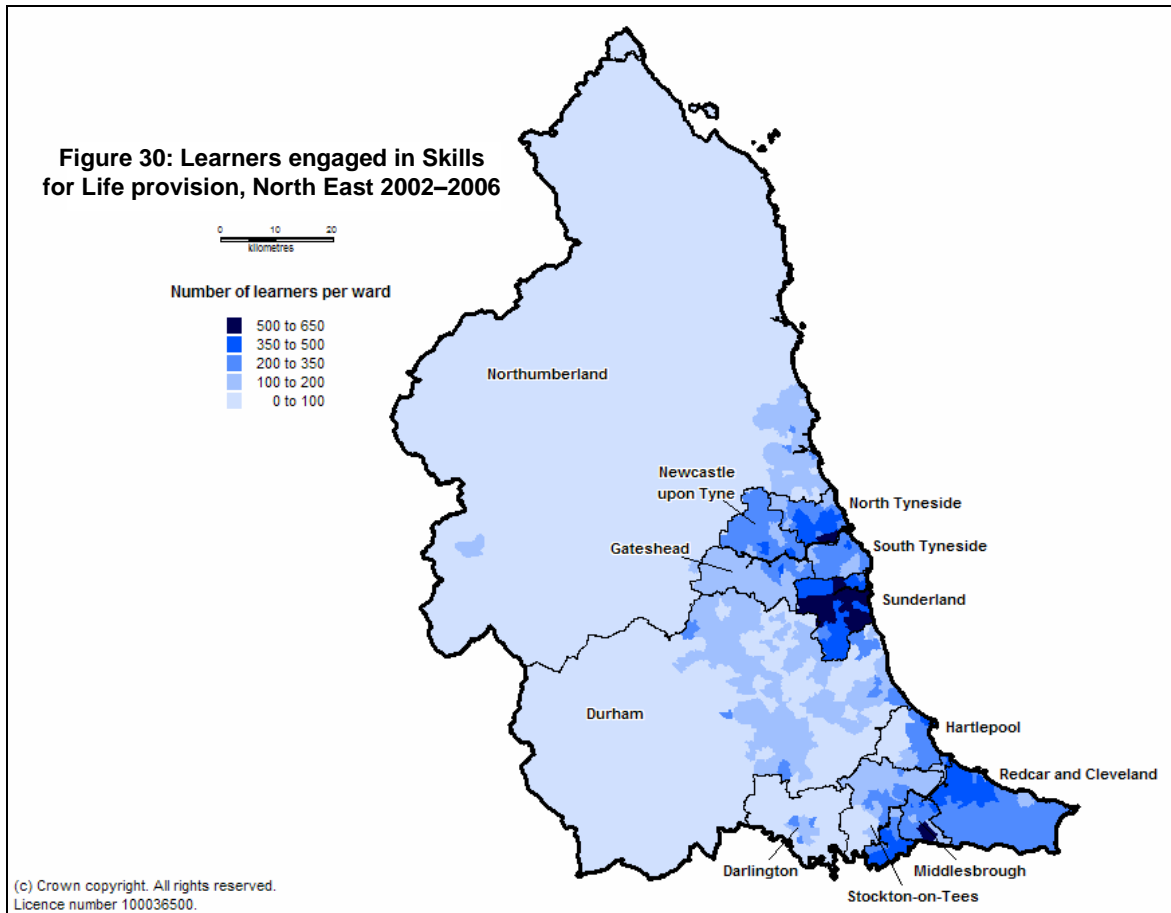 Figure 30: Learners engaged in Skills
for Life provision, North East 2002–2006
0 10 20
kilometres
Number of learners per ward
500 to 650
350 to 500
200 to 350
100 to 200
0 to 100
Northumberland
Newcastle
upon Tyne
North Tyneside
Gateshead
South Tyneside
Sunderland
Durham
Hartlepool
Redcar and Cleveland
Darlington
Middlesbrough
Stockton-on-Tees
(c) Crown copyright. All rights reserved.
Licence number 100036500.